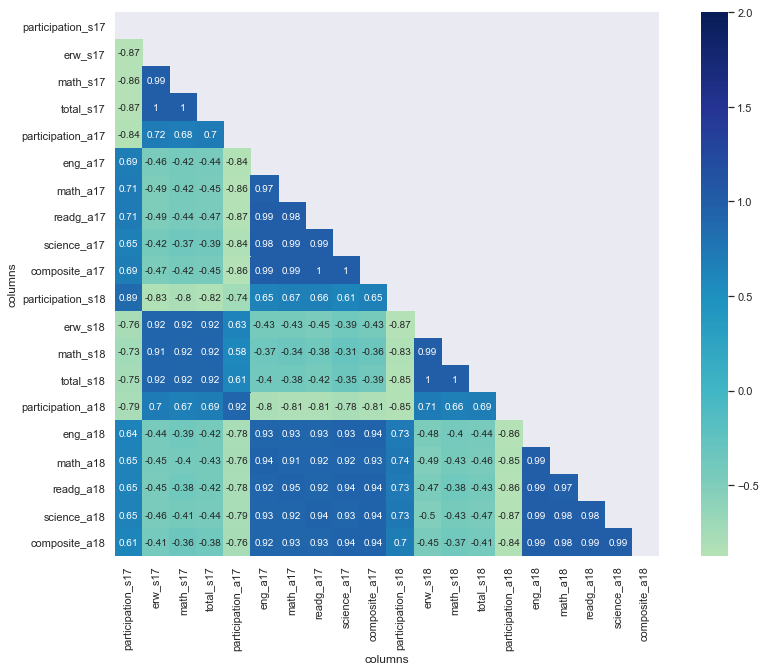 participation_s17
erw_s17 -0.87
math_s17 -0.86 0.99
total_s17 -0.87 1 1
participation_a17 -0.84 0.72 0.68 0.7
eng_a17 0.69 -0.46 -0.42 -0.44 -0.84
math_a17 0.71 -0.49 -0.42 -0.45 -0.86 0.97
readg_a17 0.71 -0.49 -0.44 -0.47 -0.87 0.99 0.98
science_a17 0.65 -0.42 -0.37 -0.39 -0.84 0.98 0.99 0.99
composite_a17 0.69 -0.47 -0.42 -0.45 -0.86 0.99 0.99 1 1
participation_s18 0.89 -0.83 -0.8 -0.82 -0.74 0.65 0.67 0.66 0.61 0.65
erw_s18 -0.76 0.92 0.92 0.92 0.63 -0.43 -0.43 -0.45 -0.39 -0.43 -0.87
math_s18 -0.73 0.91 0.92 0.92 0.58 -0.37 -0.34 -0.38 -0.31 -0.36 -0.83 0.99
total_s18 -0.75 0.92 0.92 0.92 0.61 -0.4 -0.38 -0.42 -0.35 -0.39 -0.85 1 1
participation_a18 -0.79 0.7 0.67 0.69 0.92 -0.8 -0.81 -0.81 -0.78 -0.81 -0.85 0.71 0.66 0.69
eng_a18 0.64 -0.44 -0.39 -0.42 -0.78 0.93 0.93 0.93 0.93 0.94 0.73 -0.48 -0.4 -0.44 -0.86
math_a18 0.65 -0.45 -0.4 -0.43 -0.76 0.94 0.91 0.92 0.92 0.93 0.74 -0.49 -0.43 -0.46 -0.85 0.99
readg_a18 0.65 -0.45 -0.38 -0.42 -0.78 0.92 0.95 0.92 0.94 0.94 0.73 -0.47 -0.38 -0.43 -0.86 0.99 0.97
science_a18 0.65 -0.46 -0.41 -0.44 -0.79 0.93 0.92 0.94 0.93 0.94 0.73 -0.5 -0.43 -0.47 -0.87 0.99 0.98 0.98
composite_a18 0.61 -0.41 -0.36 -0.38 -0.76 0.92 0.93 0.93 0.94 0.94 0.7 -0.45 -0.37 -0.41 -0.84 0.99 0.98 0.99 0.99
columns
participation_s17
erw_s17
math_s17
total_s17
participation_a17
eng_a17
math_a17
readg_a17
science_a17
composite_a17
participation_s18
erw_s18
math_s18
total_s18
participation_a18
eng_a18
math_a18
readg_a18
science_a18
composite_a18
columns
2.0
1.5
1.0
0.5
0.0
−0.5